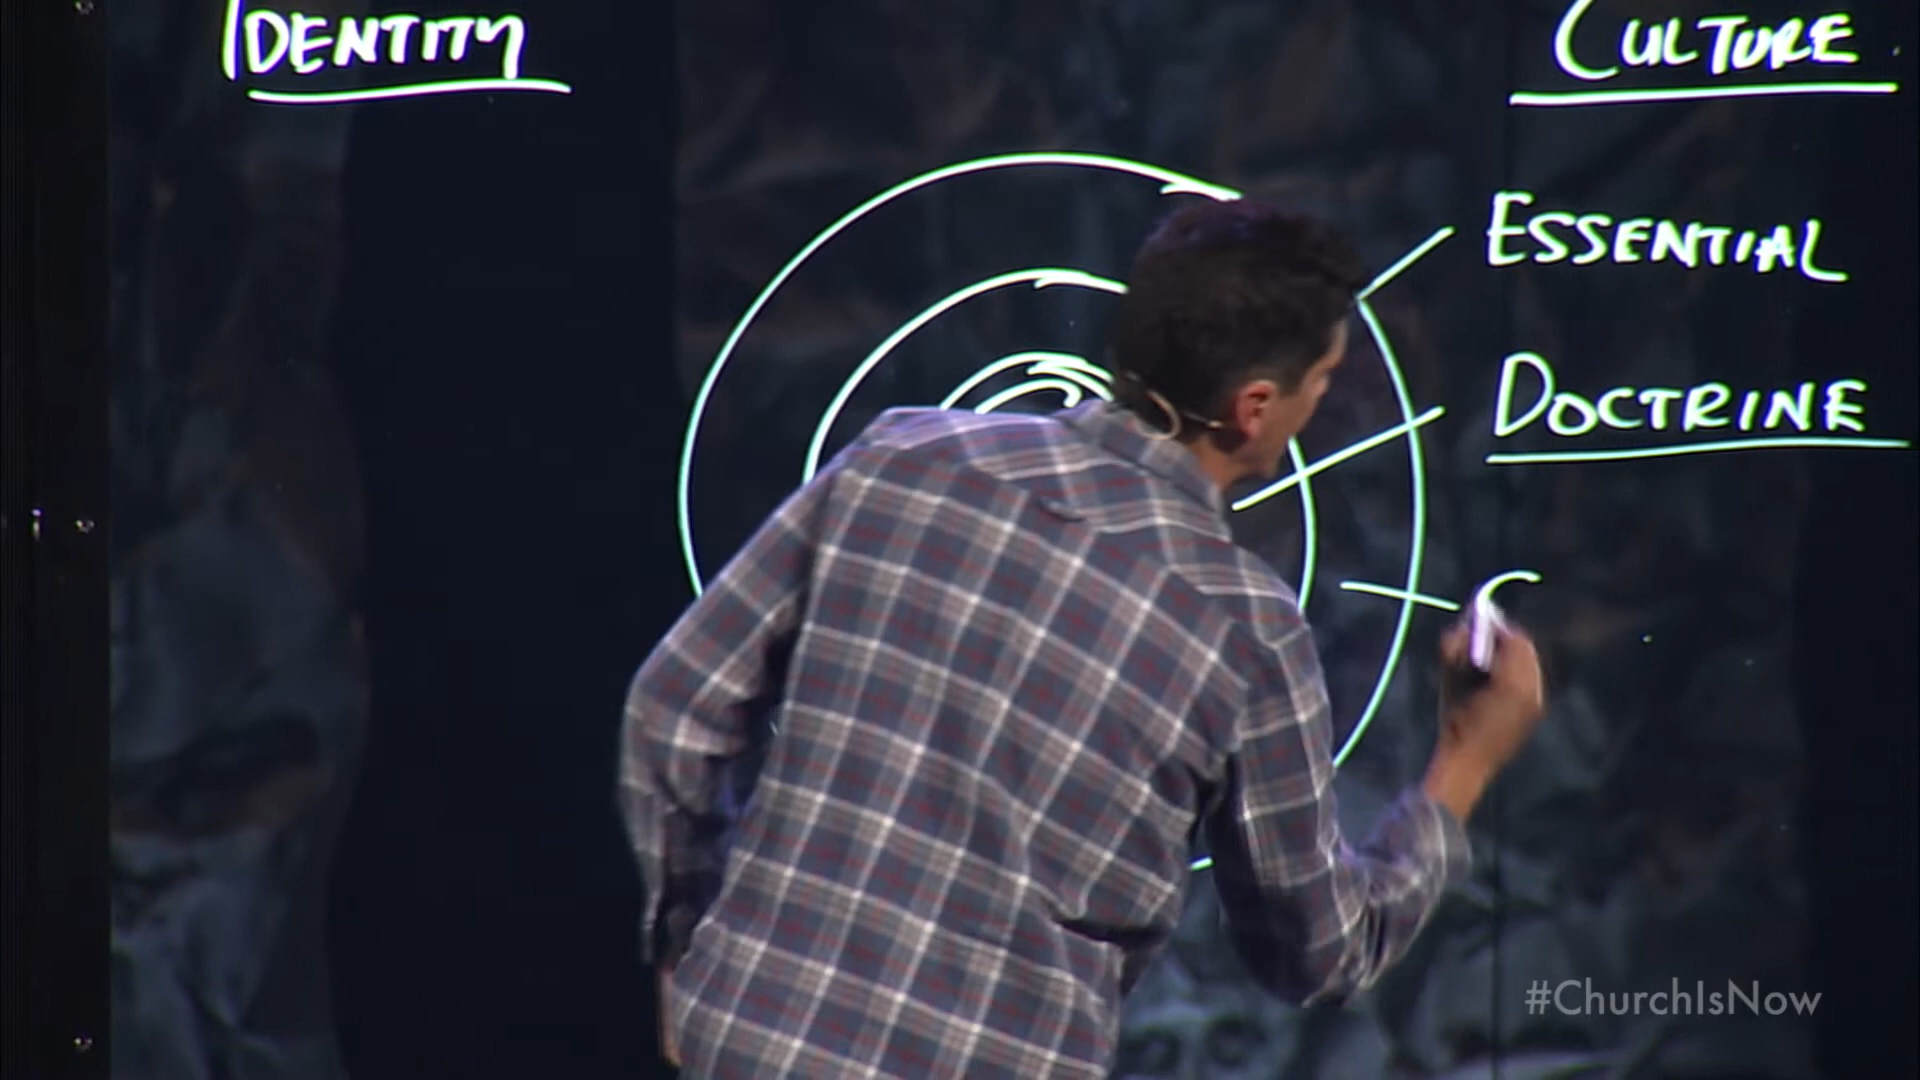 IDENTITY
CULTURE
ESSENTIAL
DOCTRINE
#ChurchIsNow